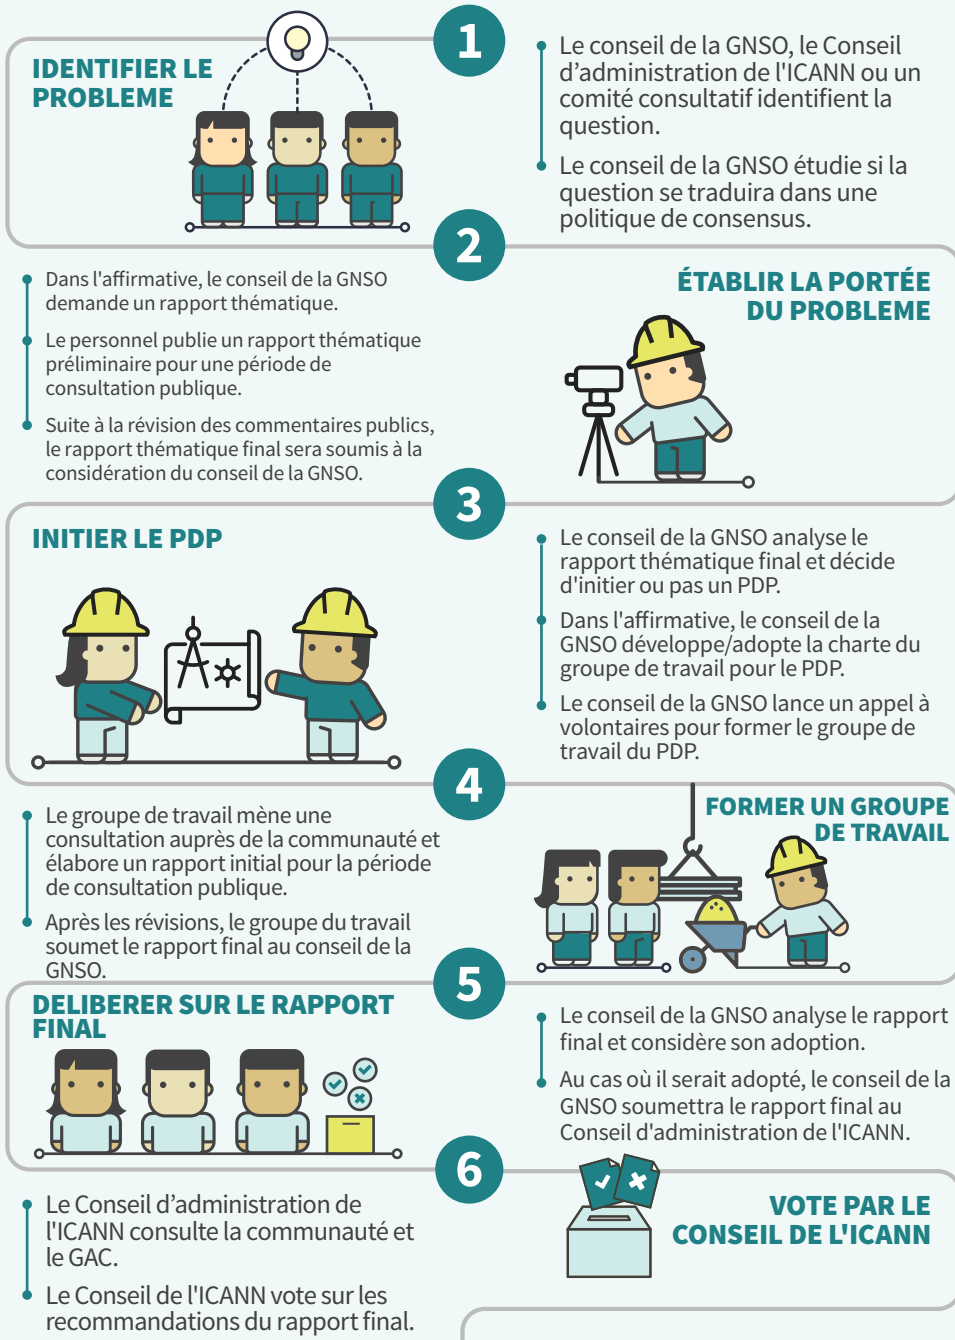 1
IDENTIFIER LE
PROBLEME
Le conseil de la GNSO, le Conseil
d’administration de l'ICANN ou un
comité consultatif identifient la
question.
Le conseil de la GNSO étudie si la
question se traduira dans une
politique de consensus.
2
ÉTABLIR LA PORTÉE
DU PROBLEME
Dans l'affirmative, le conseil de la GNSO
demande un rapport thématique.
Le personnel publie un rapport thématique
préliminaire pour une période de
consultation publique.
Suite à la révision des commentaires publics,
le rapport thématique final sera soumis à la
considération du conseil de la GNSO.
3
INITIER LE PDP
Le conseil de la GNSO analyse le
rapport thématique final et décide
d'initier ou pas un PDP.
Dans l'affirmative, le conseil de la
GNSO développe/adopte la charte du
groupe de travail pour le PDP.
Le conseil de la GNSO lance un appel à
volontaires pour former le groupe de
travail du PDP.
4
FORMER UN GROUPE
DE TRAVAIL
Le groupe de travail mène une
consultation auprès de la communauté et
élabore un rapport initial pour la période
de consultation publique.
Après les révisions, le groupe du travail
soumet le rapport final au conseil de la
GNSO.
5
DELIBERER SUR LE RAPPORT
FINAL
Le conseil de la GNSO analyse le rapport
final et considère son adoption.
Au cas où il serait adopté, le conseil de la
GNSO soumettra le rapport final au
Conseil d'administration de l'ICANN.
6
VOTE PAR LE
CONSEIL DE L'ICANN
Le Conseil d’administration de
l'ICANN consulte la communauté et
le GAC.
Le Conseil de l'ICANN vote sur les
recommandations du rapport final.